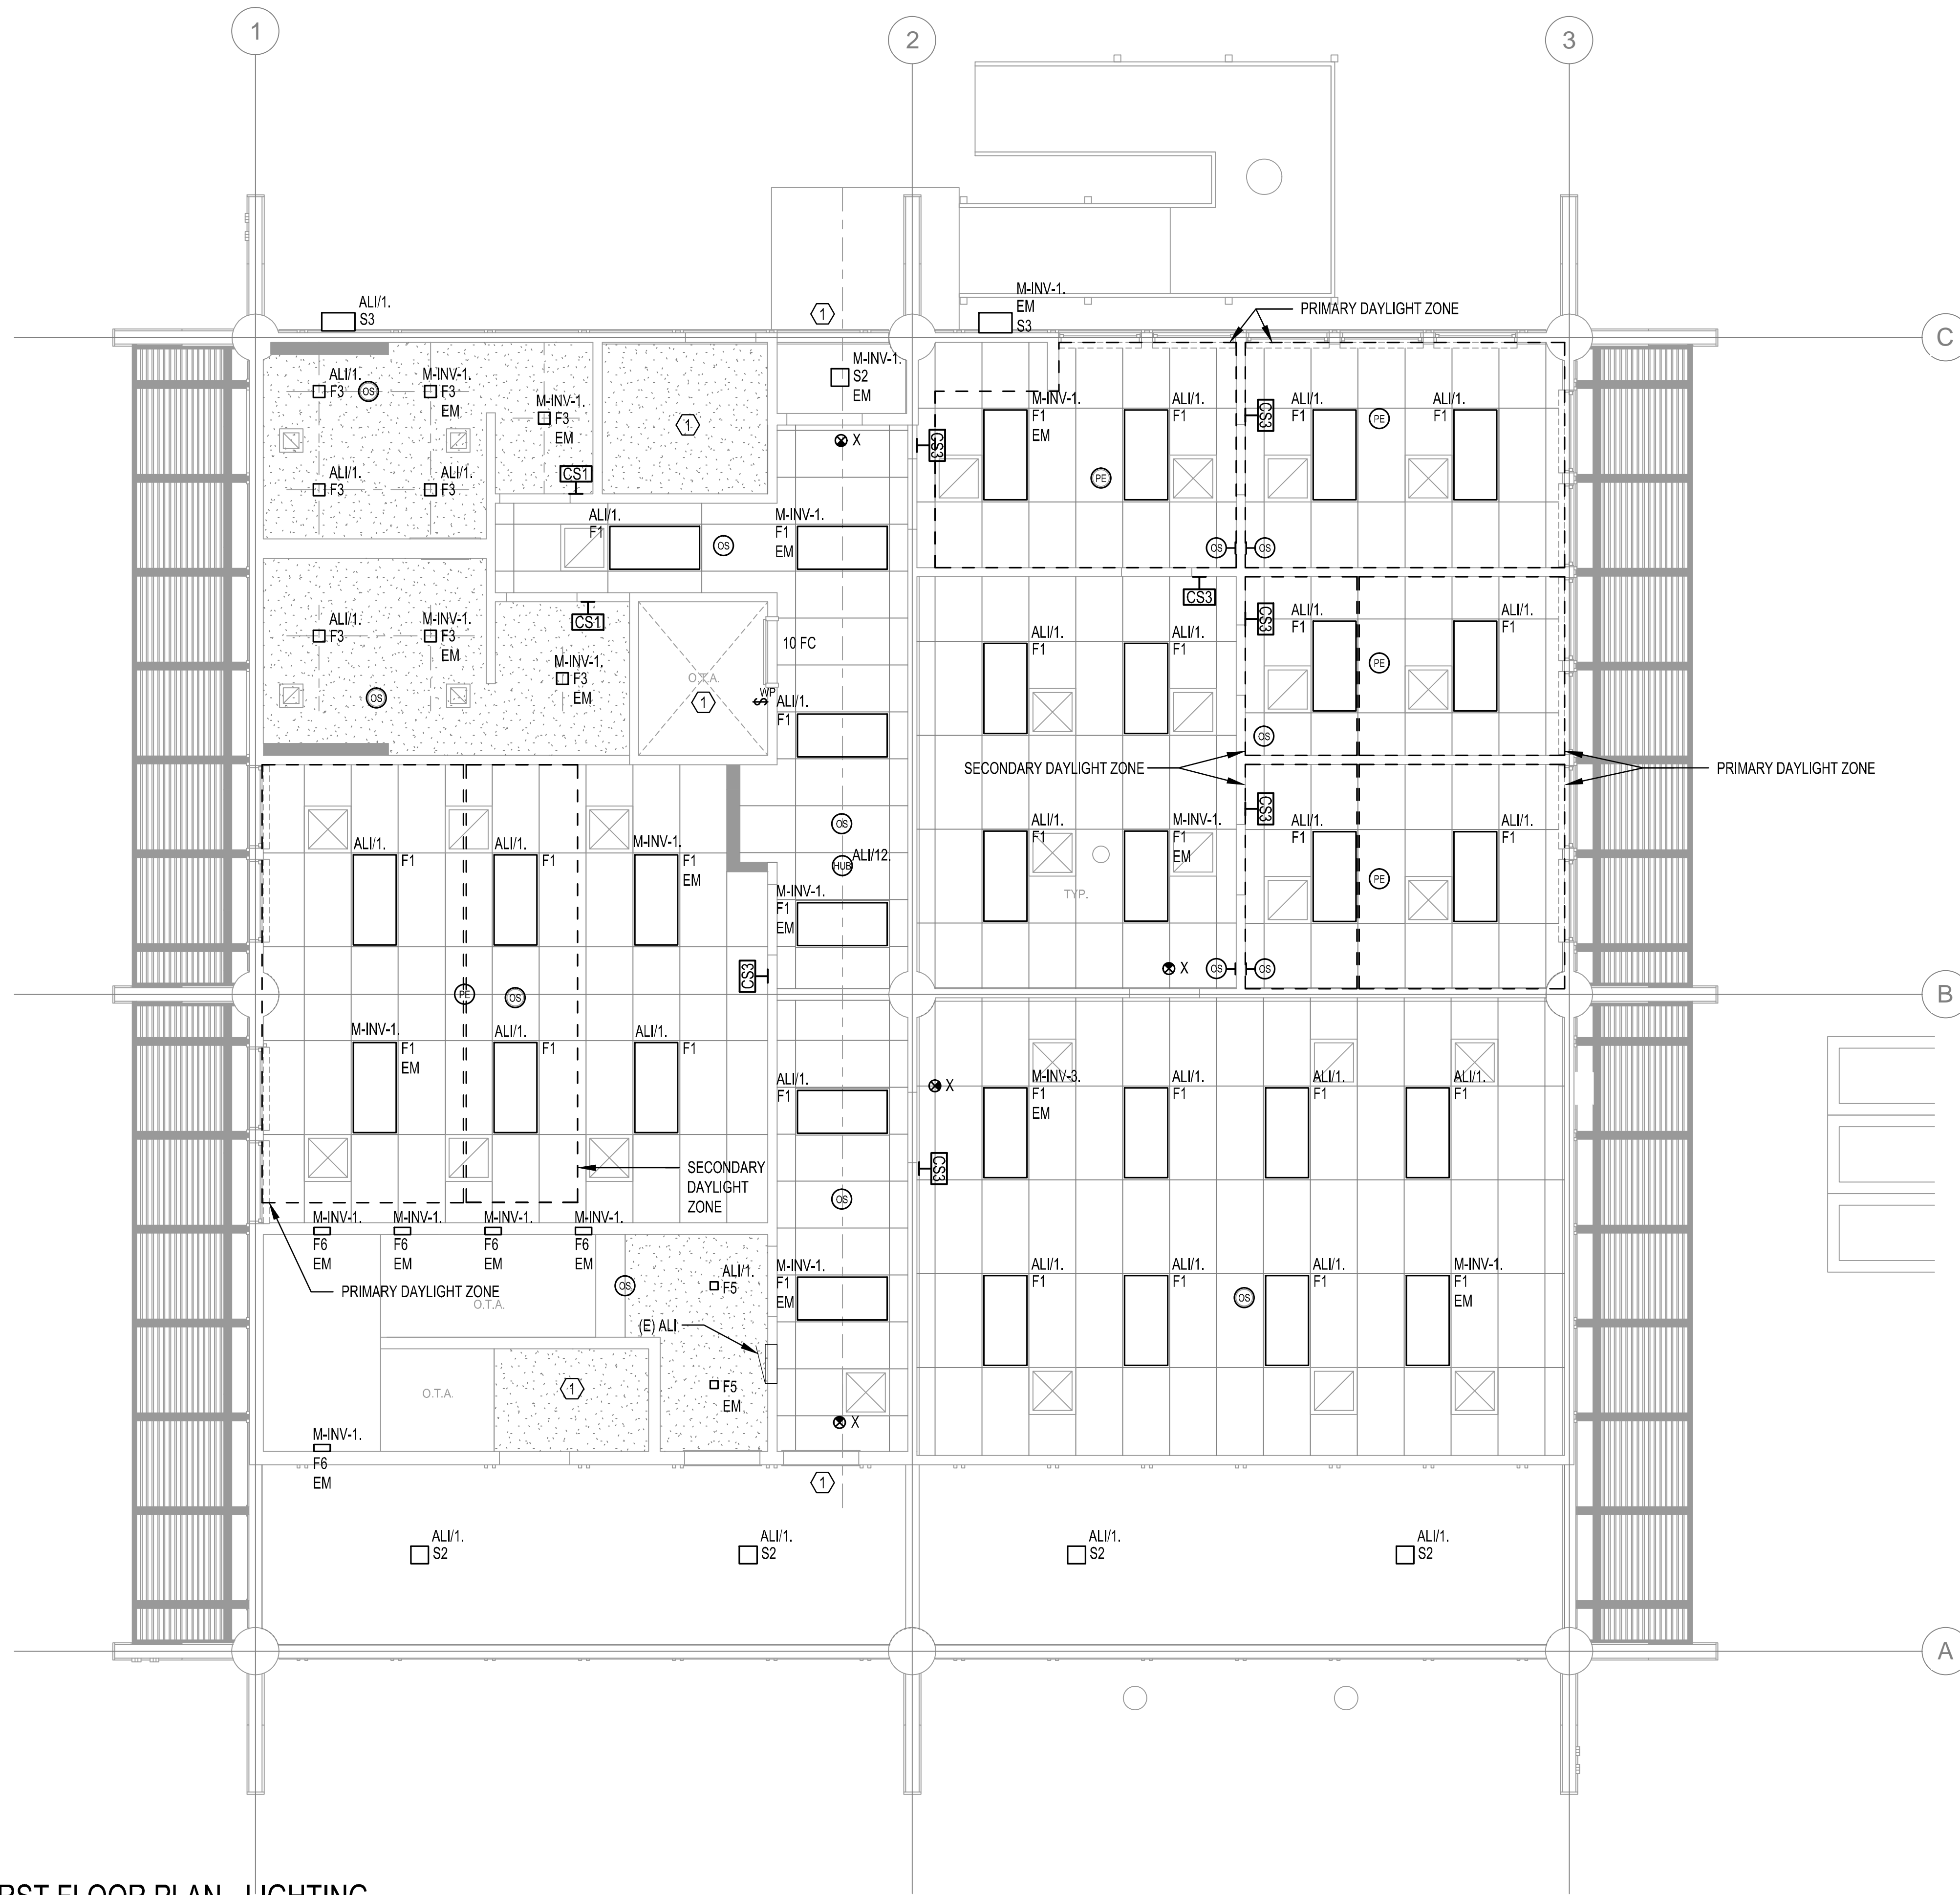 1
2
3
ALI/1.
S3
M-INV-1.
EM
S3
PRIMARY DAYLIGHT ZONE
1
C
M-INV-1.
S2
EM
ALI/1.
F3
OS
M-INV-1.
F3
EM
M-INV-1.
F3
EM
1
X
CS3
M-INV-1.
F1
EM
ALI/1.
F1
CS3
ALI/1.
F1
PE
ALI/1.
F1
ALI/1.
F3
ALI/1.
F3
CS1
PE
ALI/1.
F1
OS
M-INV-1.
F1
EM
OS
OS
CS3
CS1
ALI/1.
F3
M-INV-1.
F3
EM
M-INV-1.
F3
EM
10 FC
ALI/1.
F1
ALI/1.
F1
CS3
ALI/1.
F1
PE
ALI/1.
F1
OS
O.T.A.
1
WP
$
ALI/1.
F1
OS
SECONDARY DAYLIGHT ZONE
PRIMARY DAYLIGHT ZONE
OS
HUB
ALI/12.
ALI/1.
F1
ALI/1.
F1
M-INV-1.
F1
EM
M-INV-1.
F1
EM
ALI/1.
F1
TYP.
M-INV-1.
F1
EM
CS3
ALI/1.
F1
PE
ALI/1.
F1
CS3
X
OS
OS
PE
OS
B
M-INV-1.
F1
EM
ALI/1.
F1
ALI/1.
F1
ALI/1.
F1
X
M-INV-3.
F1
EM
ALI/1.
F1
ALI/1.
F1
ALI/1.
F1
SECONDARY
DAYLIGHT
ZONE
CS3
OS
M-INV-1.
F6
EM
M-INV-1.
F6
EM
M-INV-1.
F6
EM
M-INV-1.
F6
EM
PRIMARY DAYLIGHT ZONE
O.T.A.
OS
ALI/1.
F5
M-INV-1.
F1
EM
ALI/1.
F1
ALI/1.
F1
OS
ALI/1.
F1
M-INV-1.
F1
EM
(E) ALI
O.T.A.
1
F5
EM
X
M-INV-1.
F6
EM
1
ALI/1.
S2
ALI/1.
S2
ALI/1.
S2
ALI/1.
S2
A
RST FLOOR PLAN - LIGHTING